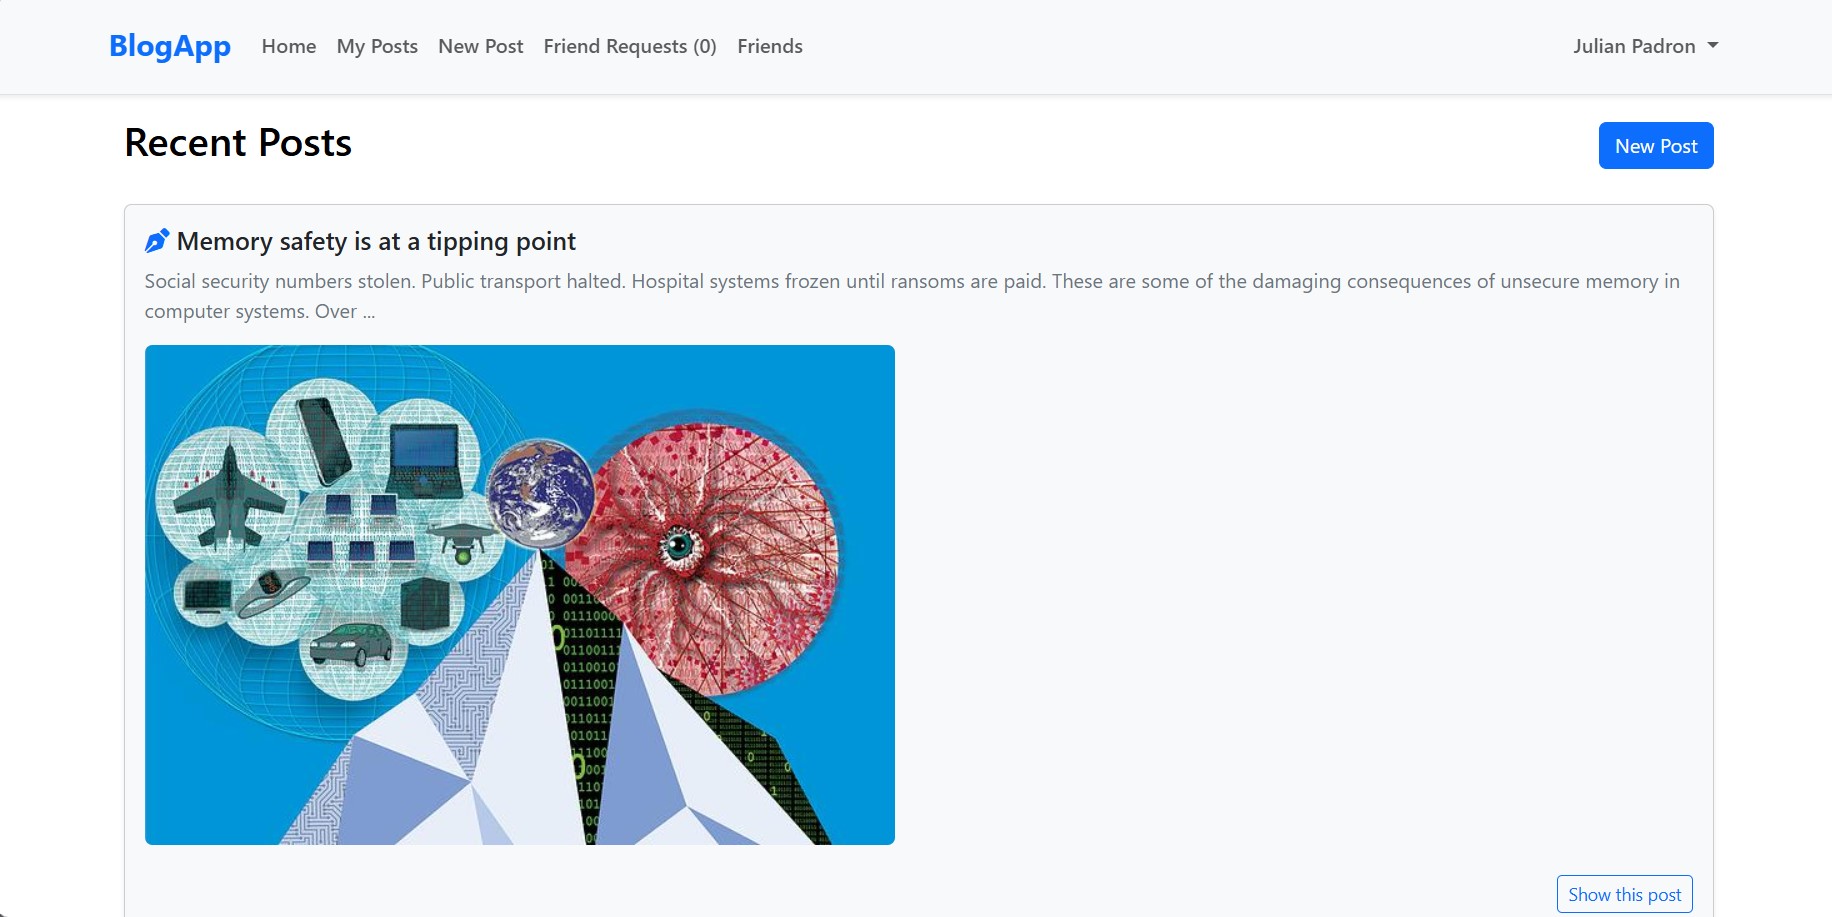 BlogApp Home My Posts New Post Friend Requests (0) Friends Julian Padron
Recent Posts
New Post
Memory safety is at a tipping point
Social security numbers stolen. Public transport halted. Hospital systems frozen until ransoms are paid. These are some of the damaging consequences of unsecure memory in
computer systems. Over ...
Show this post